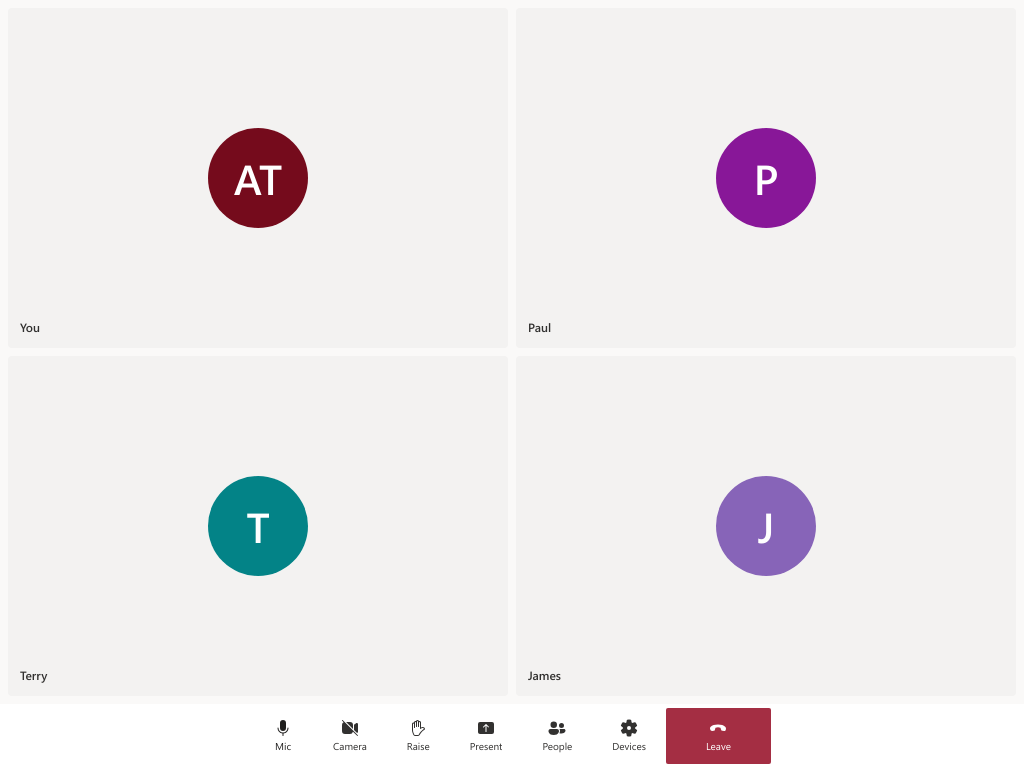 AT
You
P
Paul
T
Terry
J
James
Mic
Camera
Raise
Present
People
Devices
Leave